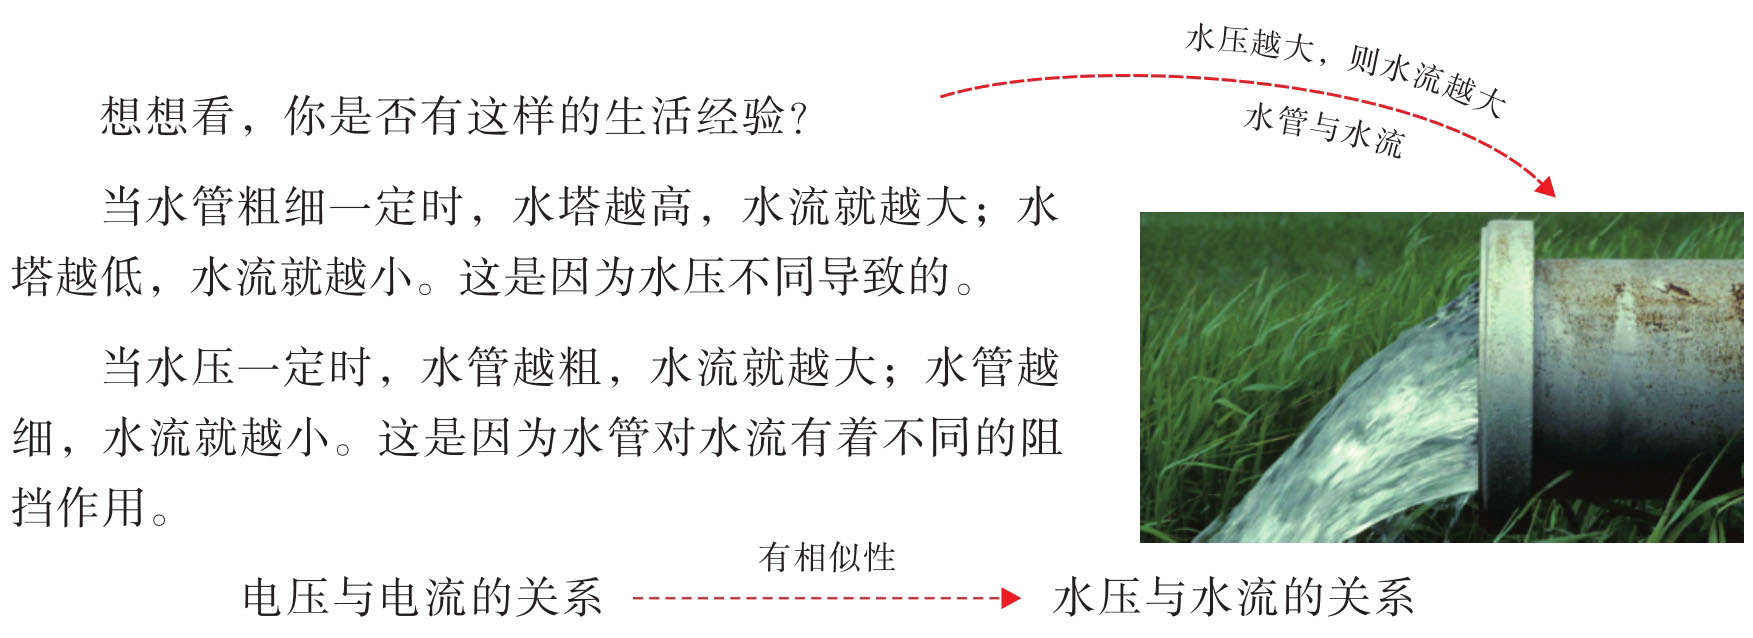 水压越大，则水流越大
水管与水流
想想看，你是否有这样的生活经验？
当水管粗细一定时，水塔越高，水流就越大；水
塔越低，水流就越小。这是因为水压不同导致的。
当水压一定时，水管越粗，水流就越大；水管越
细，水流就越小。这是因为水管对水流有着不同的阻
挡作用。
有相似性
电压与电流的关系 水压与水流的关系